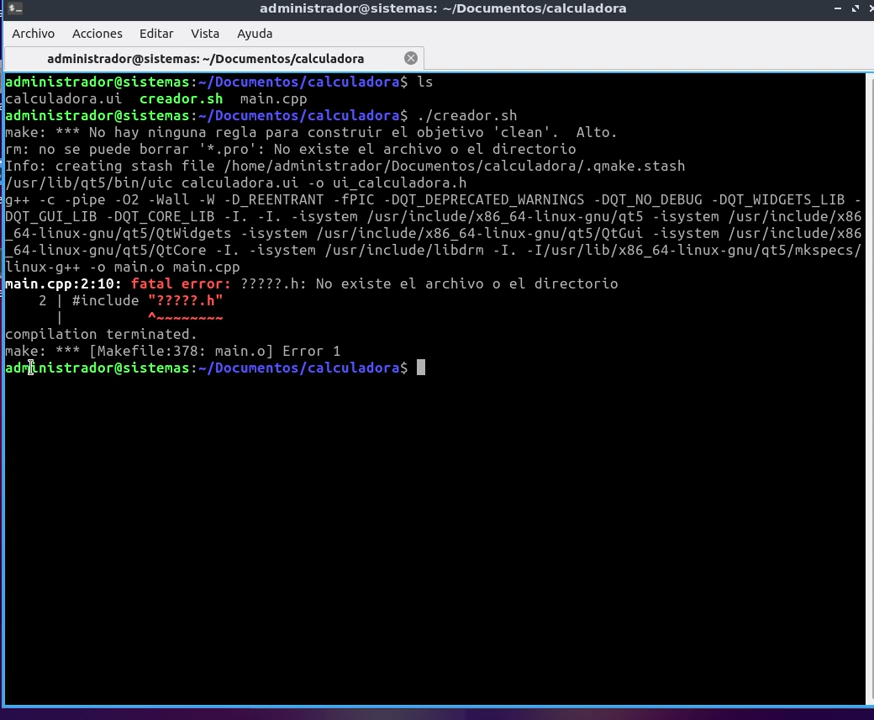 administrador@sistemas: ~/Documentos/calculadora
Archivo Acciones Editar Vista Ayuda
administrador@sistemas: ~/Documentos/calculadora
administrador@sistemas:~/Documentos/calculadora$ ls
calculadora.ui  creador.sh  main.cpp
administrador@sistemas:~/Documentos/calculadora$ ./creador.sh
make: *** No hay ninguna regla para construir el objetivo 'clean'.  Alto.
rm: no se puede borrar '*.pro': No existe el archivo o el directorio
Info: creating stash file /home/administrador/Documentos/calculadora/.qmake.stash
/usr/lib/qt5/bin/uic calculadora.ui -o ui_calculadora.h
g++ -c -pipe -O2 -Wall -W -D_REENTRANT -fPIC -DQT_DEPRECATED_WARNINGS -DQT_NO_DEBUG -DQT_WIDGETS_LIB -
DQT_GUI_LIB -DQT_CORE_LIB -I. -I. -isystem /usr/include/x86_64-linux-gnu/qt5 -isystem /usr/include/x86
_64-linux-gnu/qt5/QtWidgets -isystem /usr/include/x86_64-linux-gnu/qt5/QtGui -isystem /usr/include/x86
_64-linux-gnu/qt5/QtCore -I. -isystem /usr/include/libdrm -I. -I/usr/lib/x86_64-linux-gnu/qt5/mkspecs/
linux-g++ -o main.o main.cpp
main.cpp:2:10: fatal error: ?????.h: No existe el archivo o el directorio
    2 | #include "?????.h"
      |          ^~~~~~~~~
compilation terminated.
make: *** [Makefile:378: main.o] Error 1
administrador@sistemas:~/Documentos/calculadora$